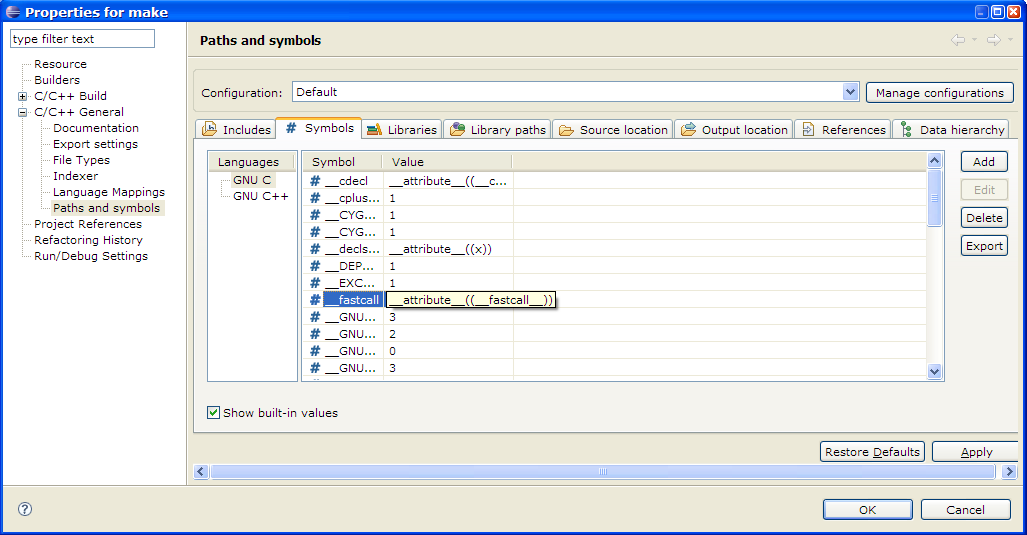 Properties for make
type filter text
Resource
Builders
C/C++ Build
C/C++ General
Documentation
Export settings
File Types
Indexer
Language Mappings
Paths and symbols
Project References
Refactoring History
Run/Debug Settings
Paths and symbols
Configuration: Default Manage configurations
Includes # Symbols Libraries Library paths Source location Output location References Data hierarchy
Languages
GNU C
GNU C++
Symbol Value
# __cdecl __attribute__((__c...
# __cplus... 1
# __CYG... 1
# __CYG... 1
# __decls... __attribute__((x))
# __DEP... 1
# __EXC... 1
# __fastcall __attribute__((__fastcall__))
# __GNU... 3
# __GNU... 2
# __GNU... 0
# __GNU... 3
Add
Edit
Delete
Export
Show built-in values
Restore Defaults Apply
? OK Cancel